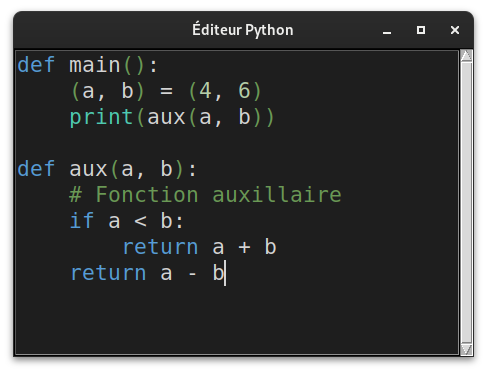 Éditeur Python
def main():
    (a, b) = (4, 6)
    print(aux(a, b))
def aux(a, b):
    # Fonction auxillaire
    if a < b:
        return a + b
    return a - b